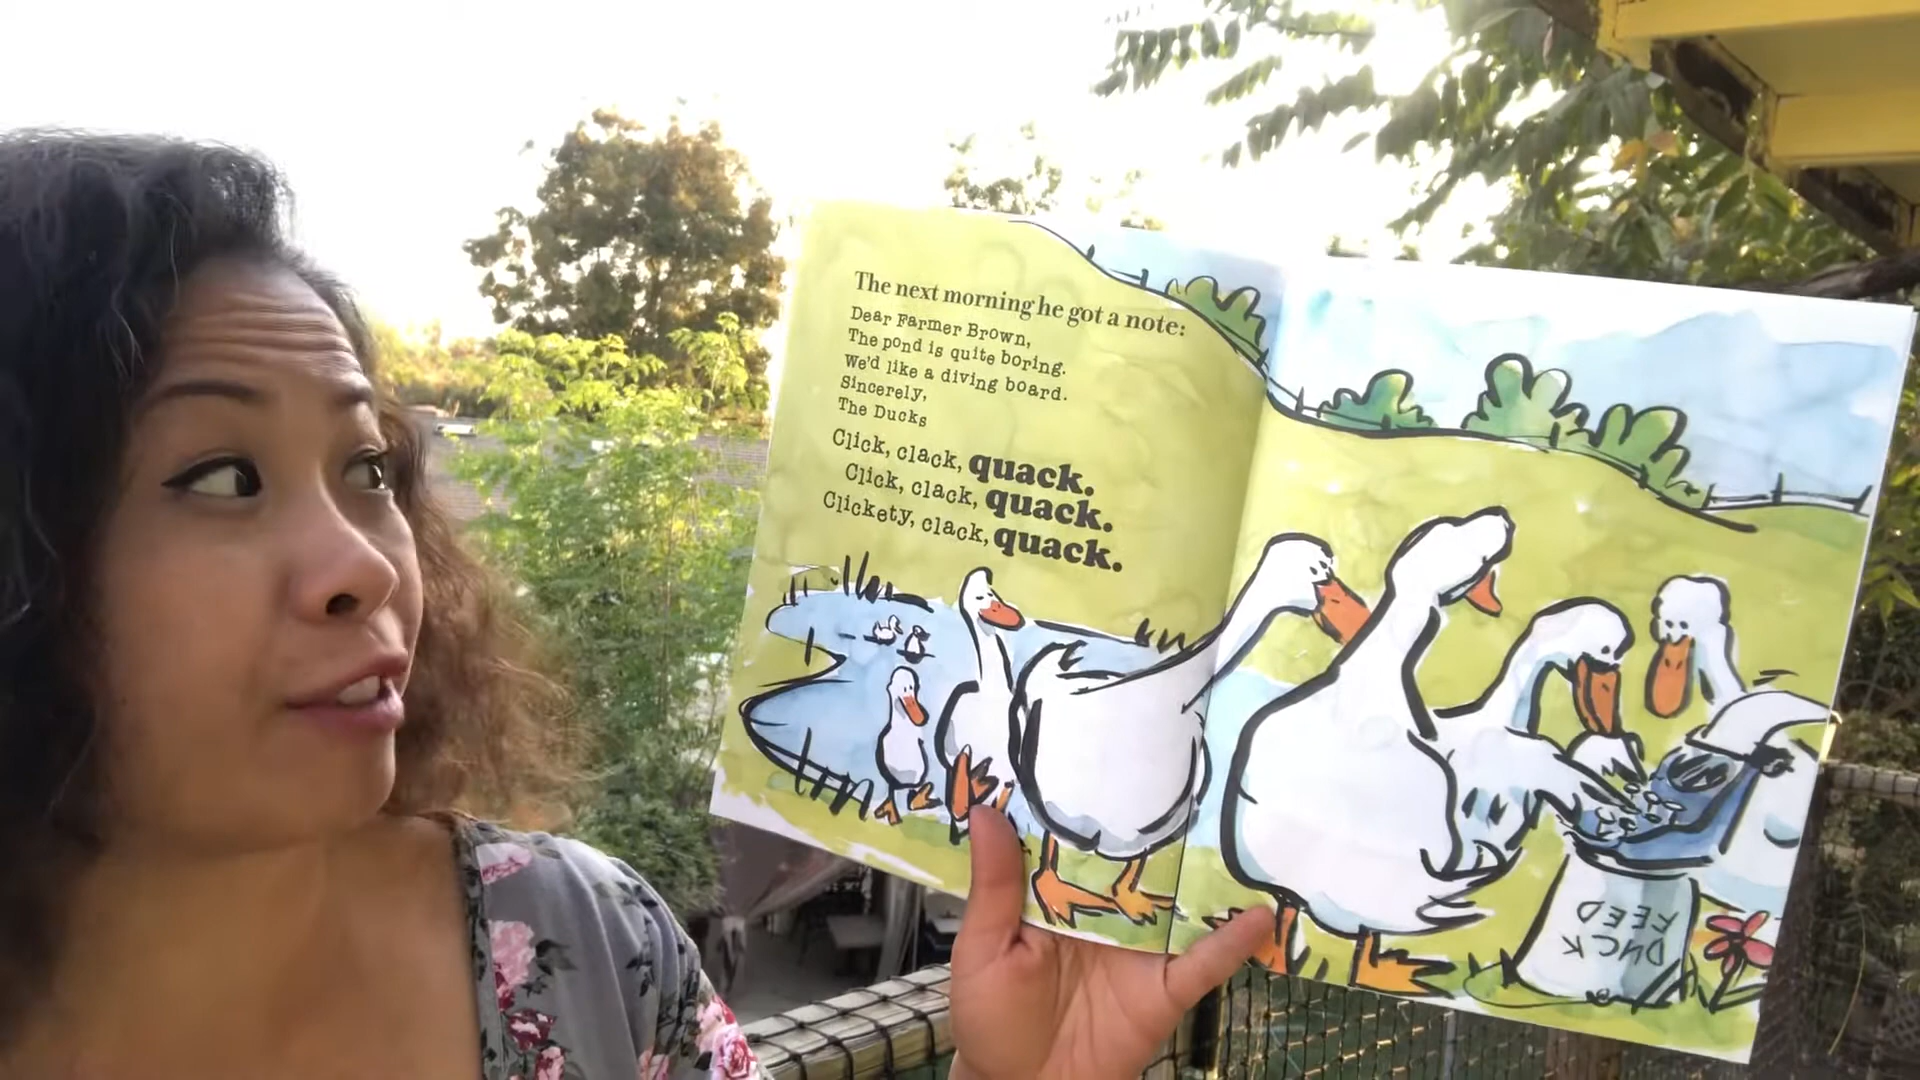 The next morning he got a note:
Dear Farmer Brown,
The pond is quite boring.
We'd like a diving board.
Sincerely,
The Ducks
Click, clack, quack.
Click, clack, quack.
Clickety, clack, quack.
DUCK
FEED